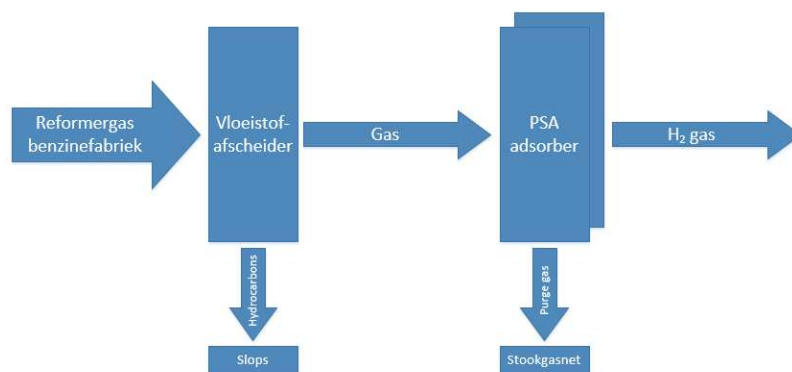 Reformergas
benzinefabriek
Vloeistof-
afscheider
Gas
PSA
adsorber
H₂ gas
Hydrocarbons
Purge gas
Slops
Stookgasnet